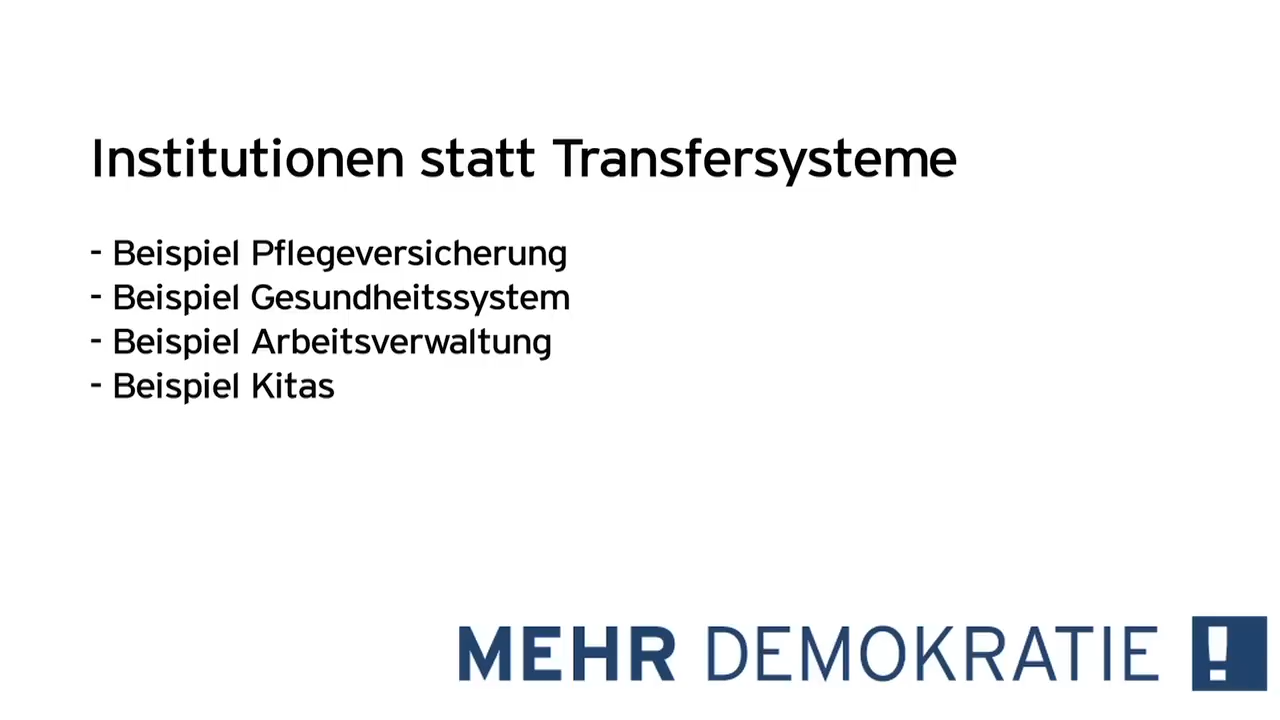 Institutionen statt Transfersysteme
- Beispiel Pflegeversicherung
- Beispiel Gesundheitssystem
- Beispiel Arbeitsverwaltung
- Beispiel Kitas
MEHR DEMOKRATIE !